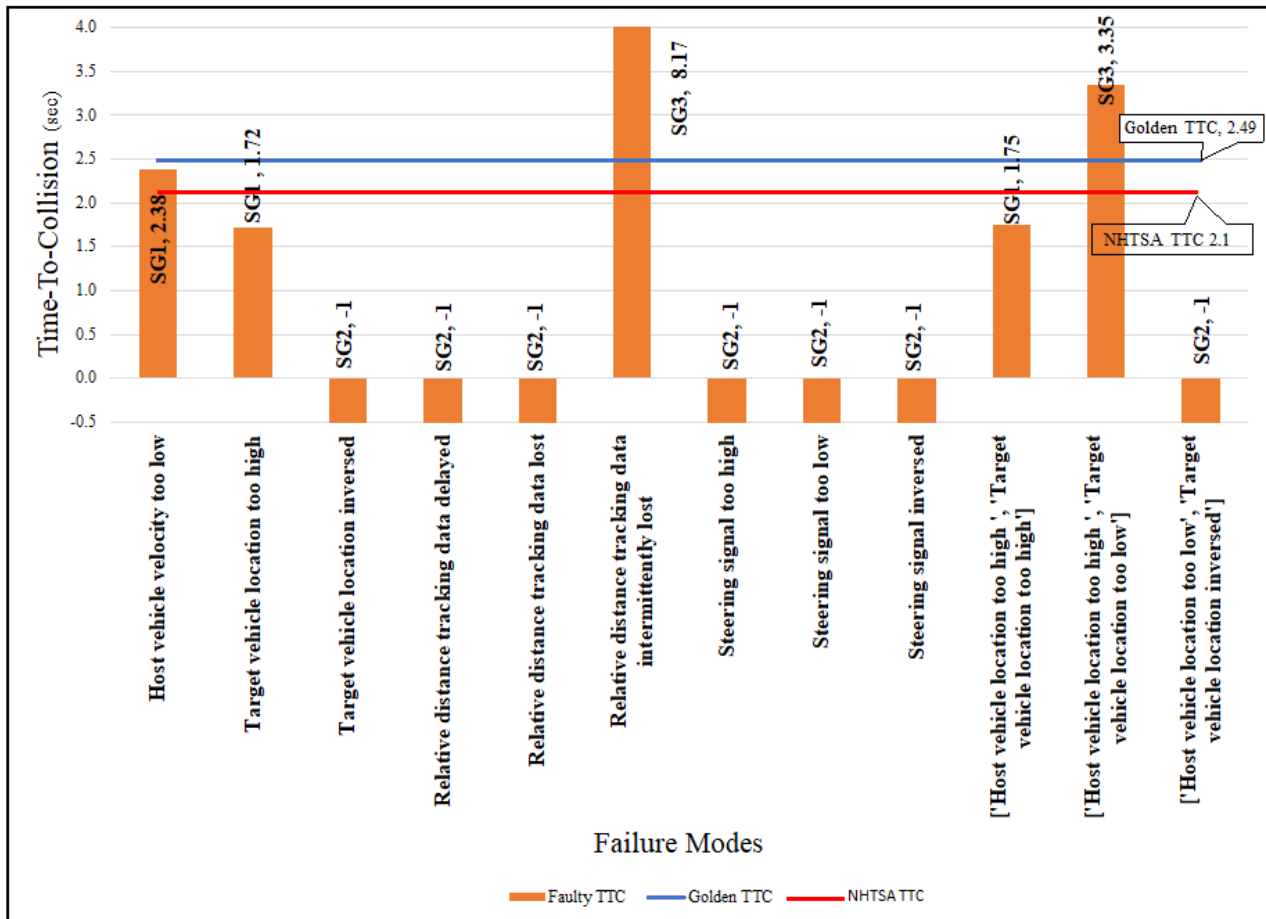 Time-To-Collision (sec)
4.0
3.5
3.0
2.5
2.0
1.5
1.0
0.5
0.0
-0.5
SG1, 2.38
SG1 , 1.72
SG2, -1
SG2, -1
SG2, -1
SG3, 8.17
SG2, -1
SG2, -1
SG2, -1
SG1, 1.75
SG3, 3.35
SG2, -1
Golden TTC, 2.49
NHTSA TTC 2.1
Host vehicle velocity too low
Target vehicle location too high
Target vehicle location inversed
Relative distance tracking data delayed
Relative distance tracking data lost
Relative distance tracking data
intermittently lost
Steering signal too high
Steering signal too low
Steering signal inversed
['Host vehicle location too high ', 'Target
vehicle location too high']
['Host vehicle location too high ', 'Target
vehicle location too low']
['Host vehicle location too low', 'Target
vehicle location inversed']
Failure Modes
Faulty TTC
Golden TTC
NHTSA TTC